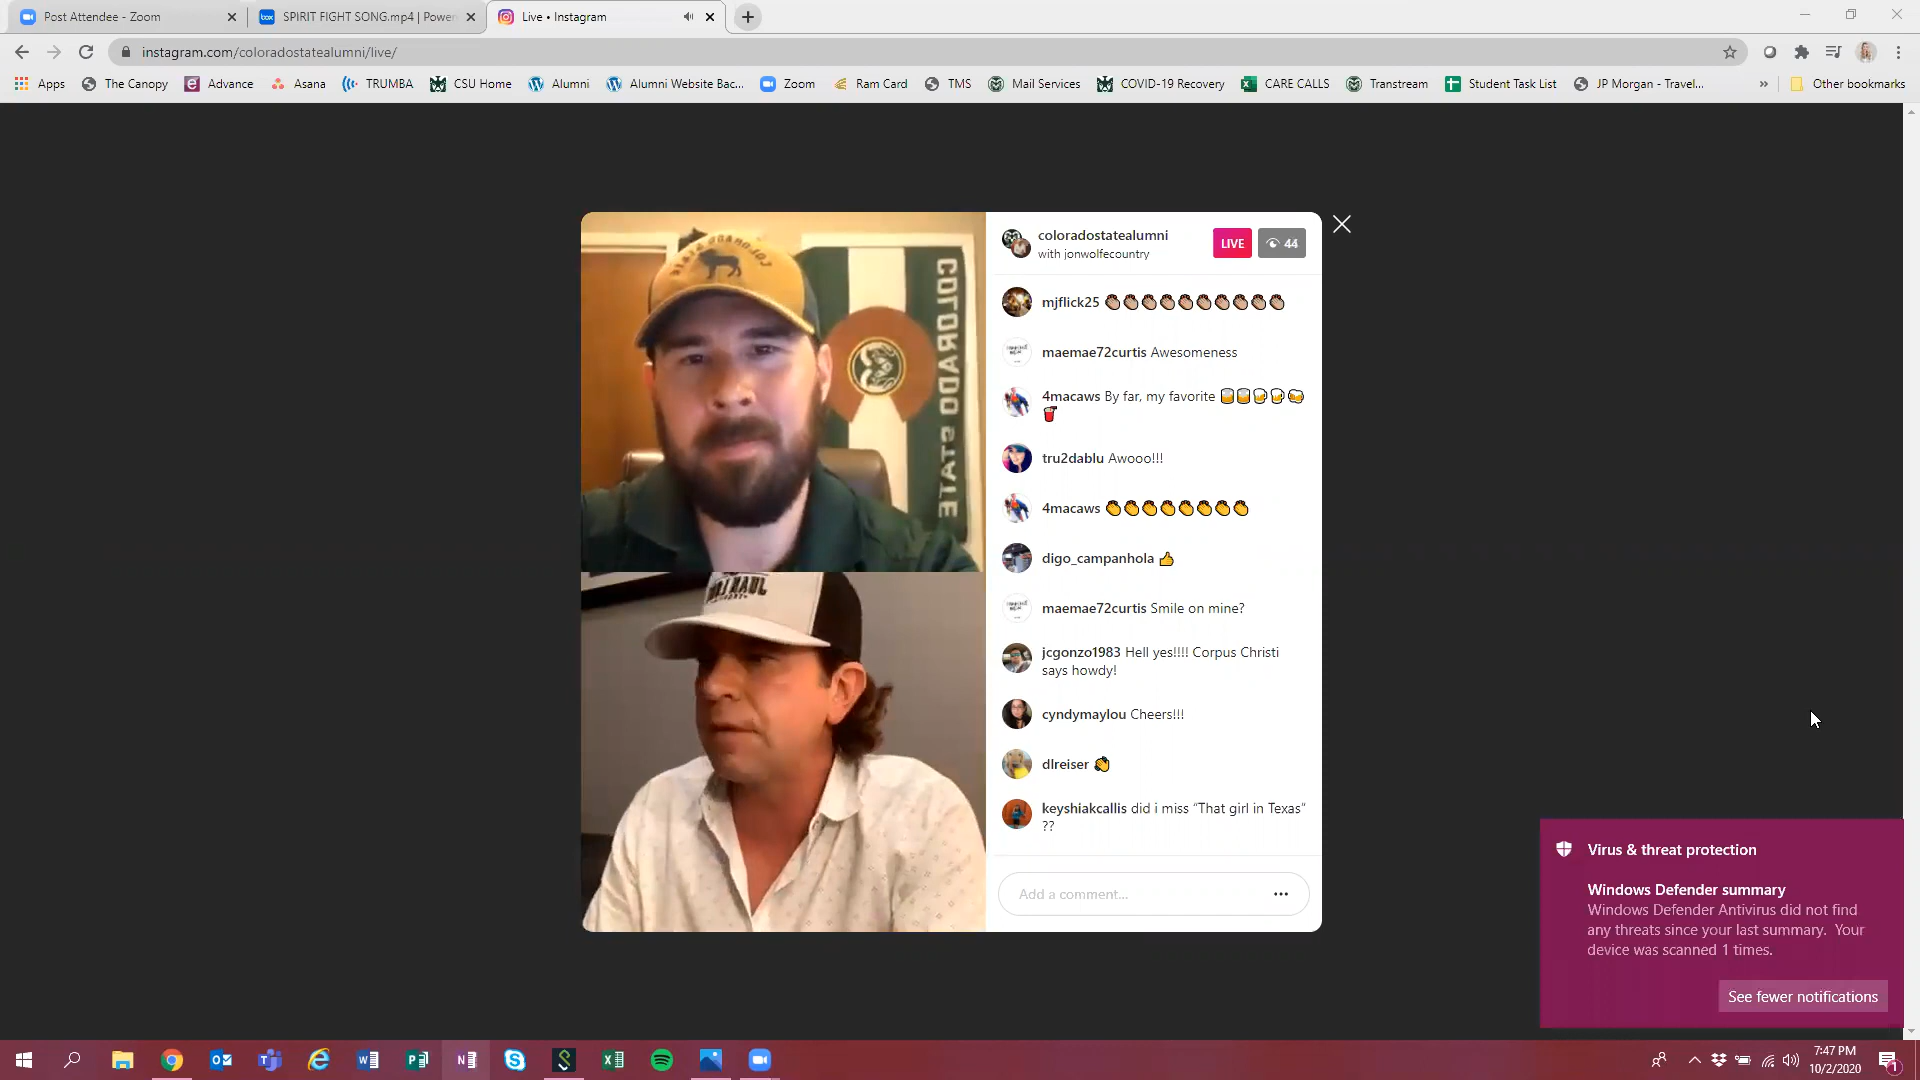 Post Attendee - Zoom
SPIRIT FIGHT SONG.mp4 | Power
Live • Instagram
instagram.com/coloradostatealumni/live/
Apps
The Canopy
Advance
Asana
TRUMBA
CSU Home
Alumni
Alumni Website Bac...
Zoom
Ram Card
TMS
Mail Services
COVID-19 Recovery
CARE CALLS
Transtream
Student Task List
JP Morgan - Travel...
»
Other bookmarks
COLORADO STATE
COLORADO STATE
HAUL
coloradostatealumni
with jonwolfecountry
LIVE
44
mjflick25 👏🏼👏🏼👏🏼👏🏼👏🏼👏🏼👏🏼👏🏼👏🏼👏🏼
maemae72curtis Awesomeness
4macaws By far, my favorite 🥃🥃🍺🍺🍻
🥤
tru2dablu Awooo!!!
4macaws 👏👏👏👏👏👏👏👏
digo_campanhola 👍
maemae72curtis Smile on mine?
jcgonzo1983 Hell yes!!!! Corpus Christi
says howdy!
cyndymaylou Cheers!!!
dlreiser 👏
keyshiakcallis did i miss “That girl in Texas”
??
Add a comment...
Virus & threat protection
Windows Defender summary
Windows Defender Antivirus did not find
any threats since your last summary. Your
device was scanned 1 times.
See fewer notifications
7:47 PM
10/2/2020
1